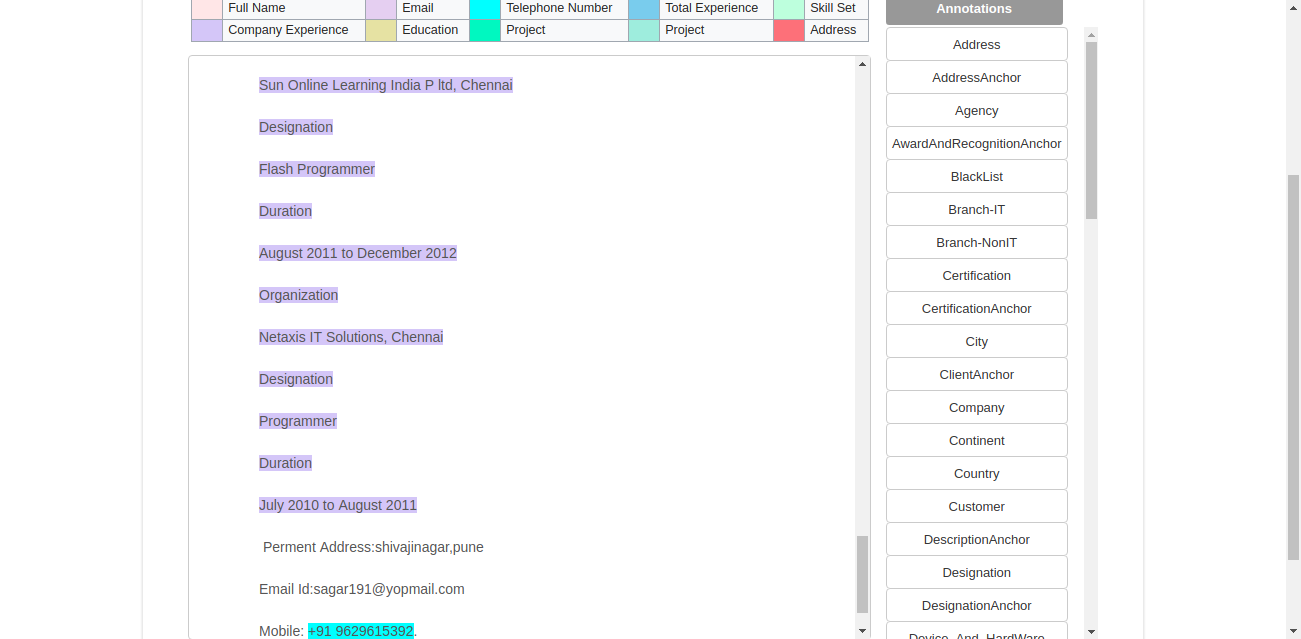 Full Name Email Telephone Number Total Experience Skill Set
Company Experience Education Project Project Address
Sun Online Learning India P ltd, Chennai
Designation
Flash Programmer
Duration
August 2011 to December 2012
Organization
Netaxis IT Solutions, Chennai
Designation
Programmer
Duration
July 2010 to August 2011
Perment Address:shivajinagar,pune
Email Id:sagar191@yopmail.com
Mobile: +91 9629615392.
Annotations
Address
AddressAnchor
Agency
AwardAndRecognitionAnchor
BlackList
Branch-IT
Branch-NonIT
Certification
CertificationAnchor
City
ClientAnchor
Company
Continent
Country
Customer
DescriptionAnchor
Designation
DesignationAnchor
Device_And_HardWare